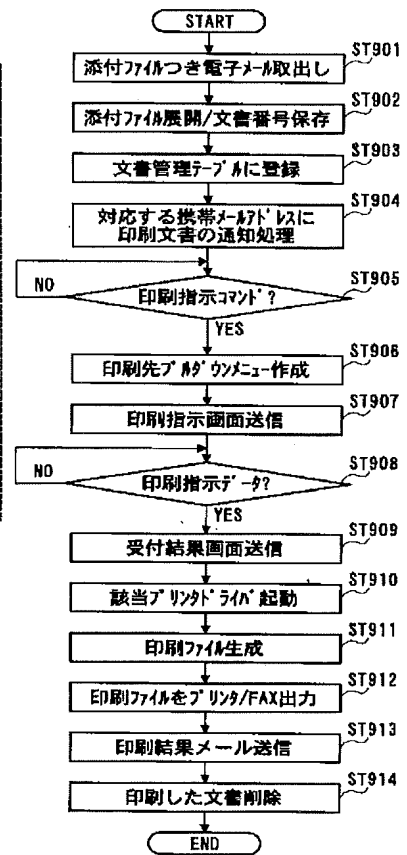 START
ST901
添付ファイルつき電子メール取出し
ST902
添付ファイル展開/文書番号保存
ST903
文書管理テーブルに登録
ST904
対応する携帯メールアドレスに
印刷文書の通知処理
ST905
印刷指示コマンド?
NO
YES
ST906
印刷先プルダウンメニュー作成
ST907
印刷指示画面送信
ST908
印刷指示データ?
NO
YES
ST909
受付結果画面送信
ST910
該当プリンタドライバ起動
ST911
印刷ファイル生成
ST912
印刷ファイルをプリンタ/FAX出力
ST913
印刷結果メール送信
ST914
印刷した文書削除
END